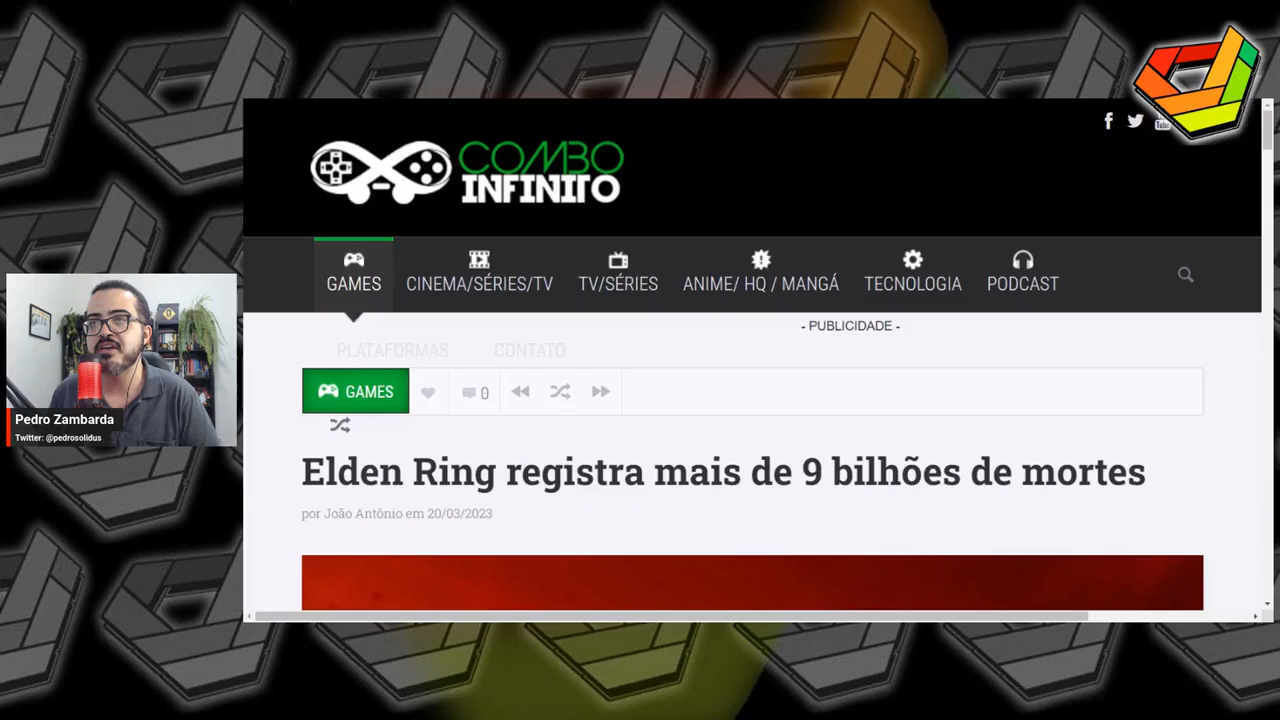 COMBO
INFINITO
GAMES
CINEMA/SÉRIES/TV
TV/SÉRIES
ANIME/ HQ / MANGÁ
TECNOLOGIA
PODCAST
- PUBLICIDADE -
PLATAFORMAS
CONTATO
GAMES
0
Elden Ring registra mais de 9 bilhões de mortes
por João Antônio em 20/03/2023
Pedro Zambarda
Twitter: @pedrosolidus